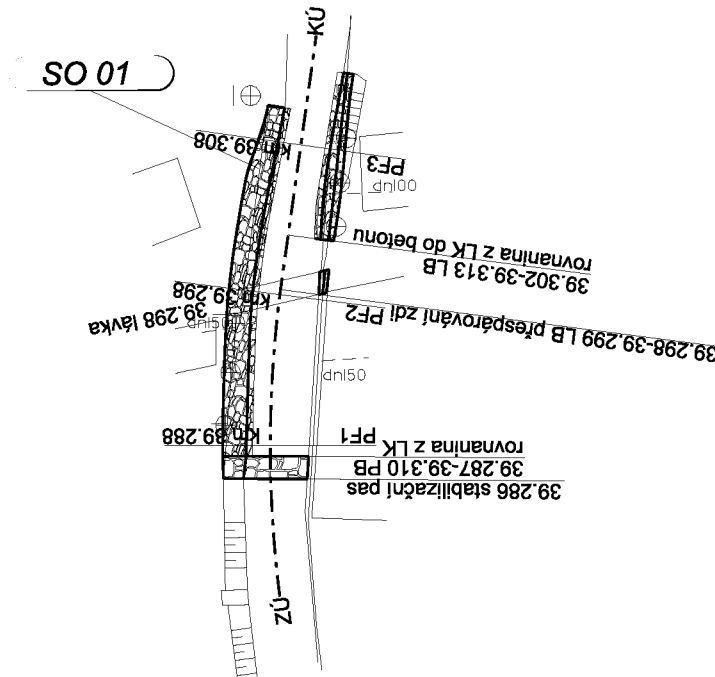 KÚ
SO 01
km 39.308
PF3
dn100
rovnanina z LK do betonu
39.302-39.313 LB
km 39.298
39.298 lávka
39.298-39.299 LB přespárování zdi PF2
dn150
dn150
km 39.288
PF1
rovnanina z LK
39.287-39.310 PB
39.286 stabilizační pas
ZÚ